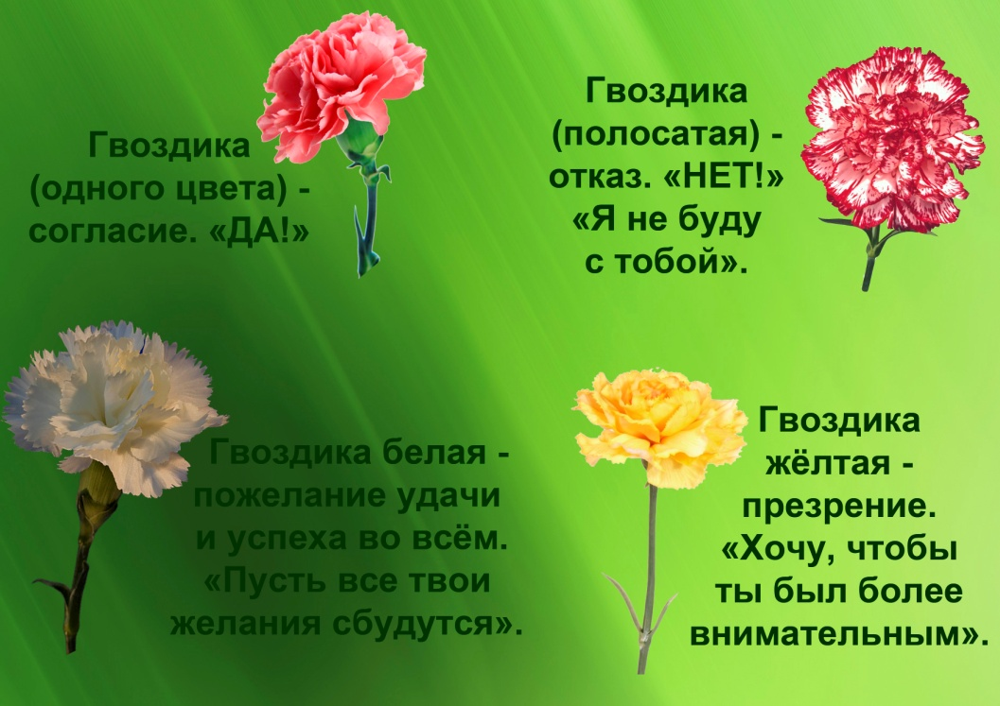 Гвоздика
(одного цвета) -
согласие. «ДА!»
Гвоздика
(полосатая) -
отказ. «НЕТ!»
«Я не буду
с тобой».
Гвоздика белая -
пожелание удачи
и успеха во всём.
«Пусть все твои
желания сбудутся».
Гвоздика
жёлтая -
презрение.
«Хочу, чтобы
ты был более
внимательным».